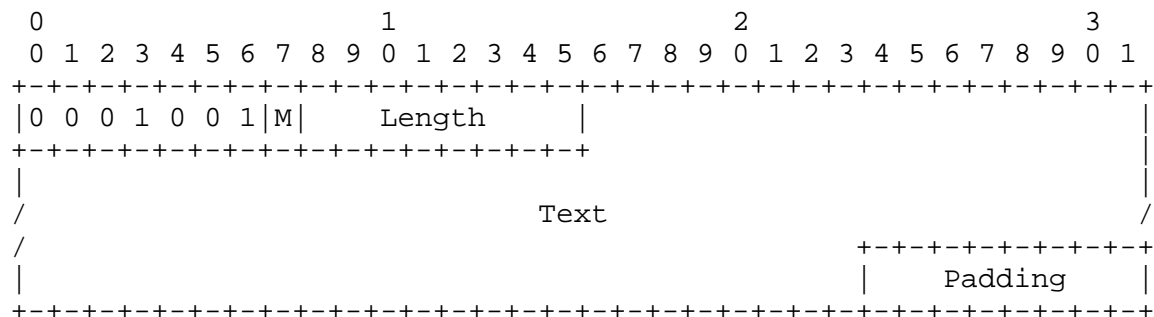 0                   1                   2                   3
 0 1 2 3 4 5 6 7 8 9 0 1 2 3 4 5 6 7 8 9 0 1 2 3 4 5 6 7 8 9 0 1
+-+-+-+-+-+-+-+-+-+-+-+-+-+-+-+-+-+-+-+-+-+-+-+-+-+-+-+-+-+-+-+-+
|0 0 0 1 0 0 1|M|    Length     |                               |
+-+-+-+-+-+-+-+-+-+-+-+-+-+-+-+-+                               |
|                                                               |
/                             Text                              /
/                                               +-+-+-+-+-+-+-+-+
|                                               |    Padding    |
+-+-+-+-+-+-+-+-+-+-+-+-+-+-+-+-+-+-+-+-+-+-+-+-+-+-+-+-+-+-+-+-+